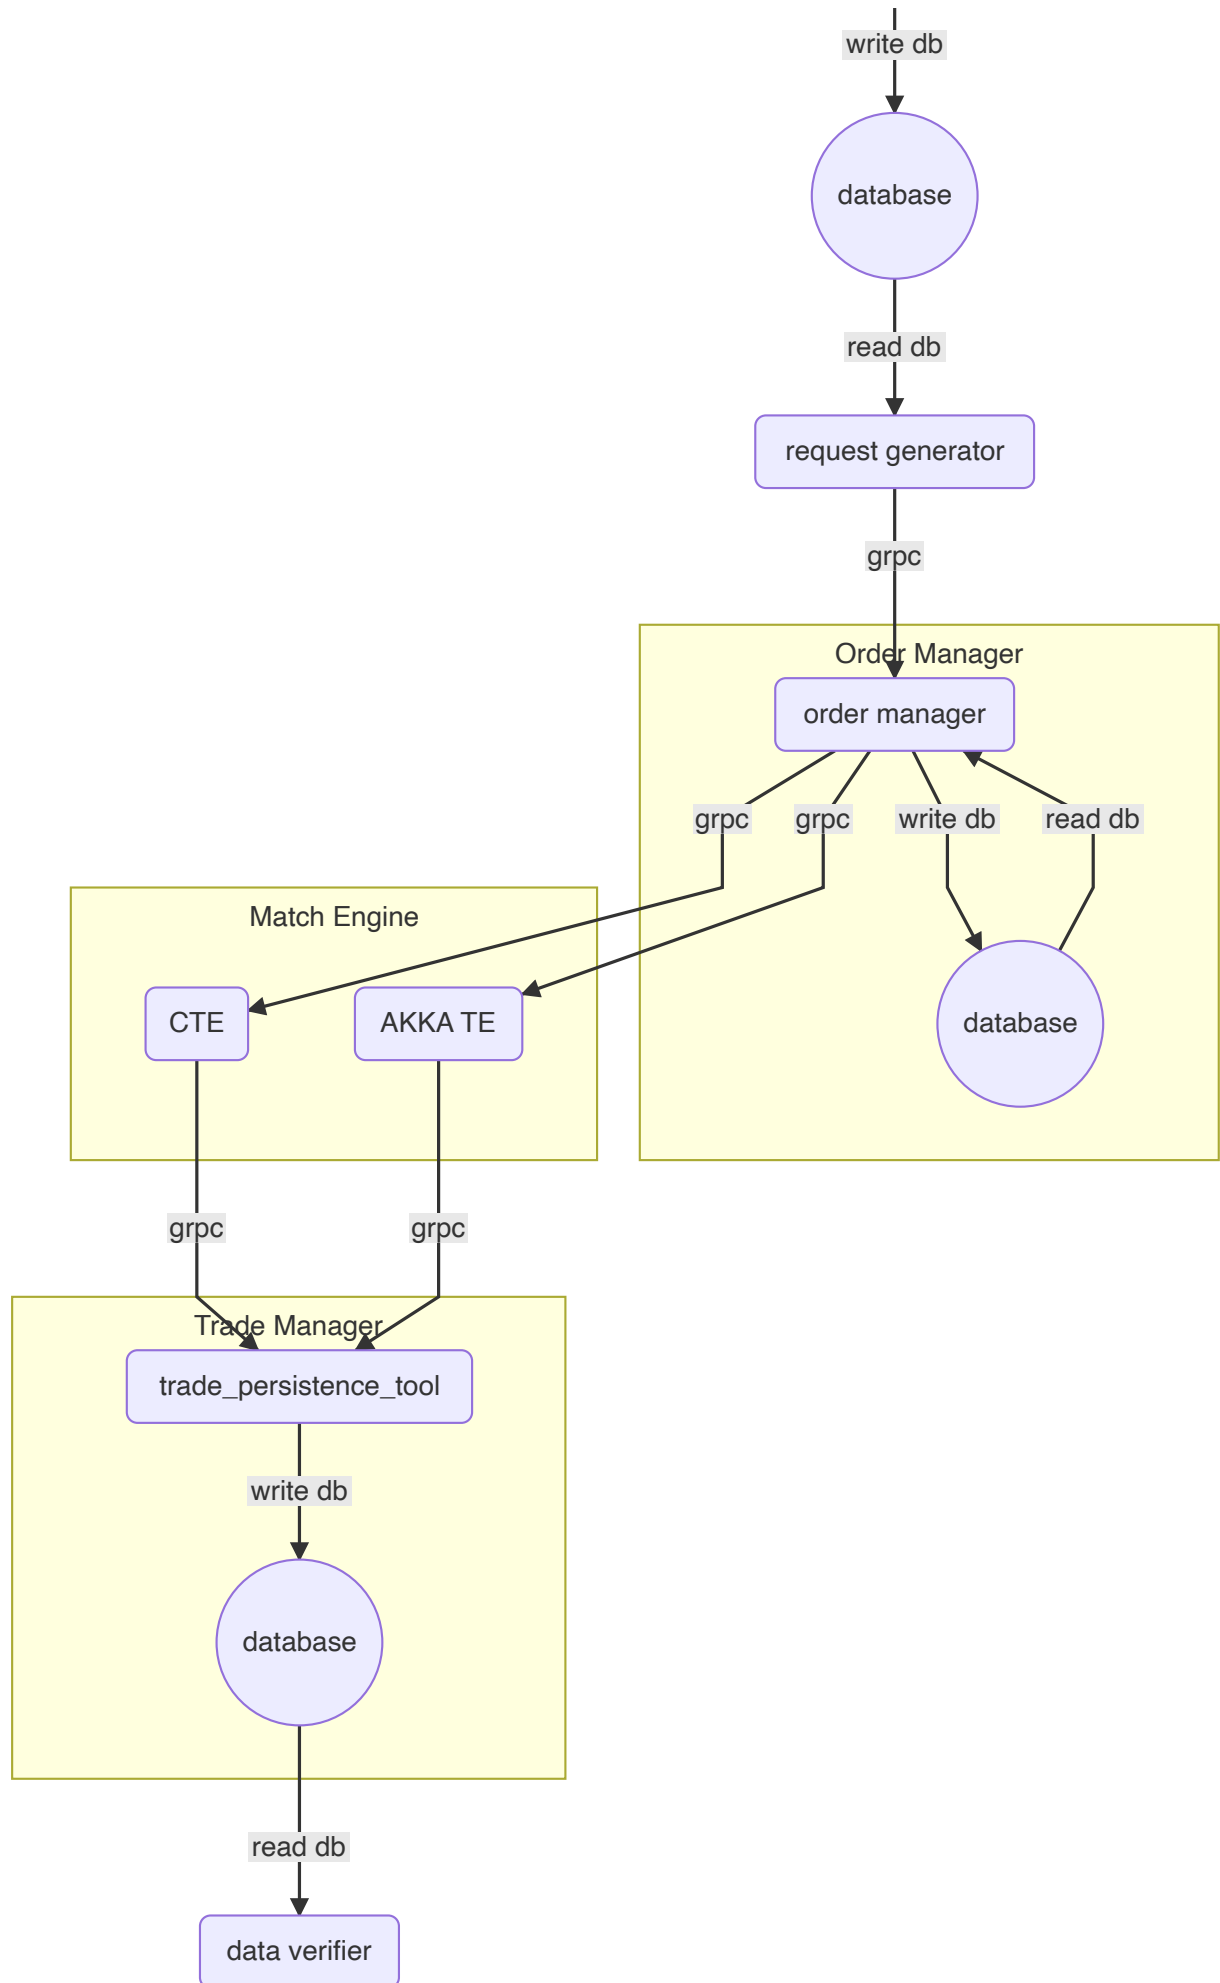 write db
database
read db
request generator
grpc
Order Manager
order manager
grpc
grpc
write db
read db
Match Engine
CTE
AKKA TE
database
grpc
grpc
Trade Manager
trade_persistence_tool
write db
database
read db
data verifier